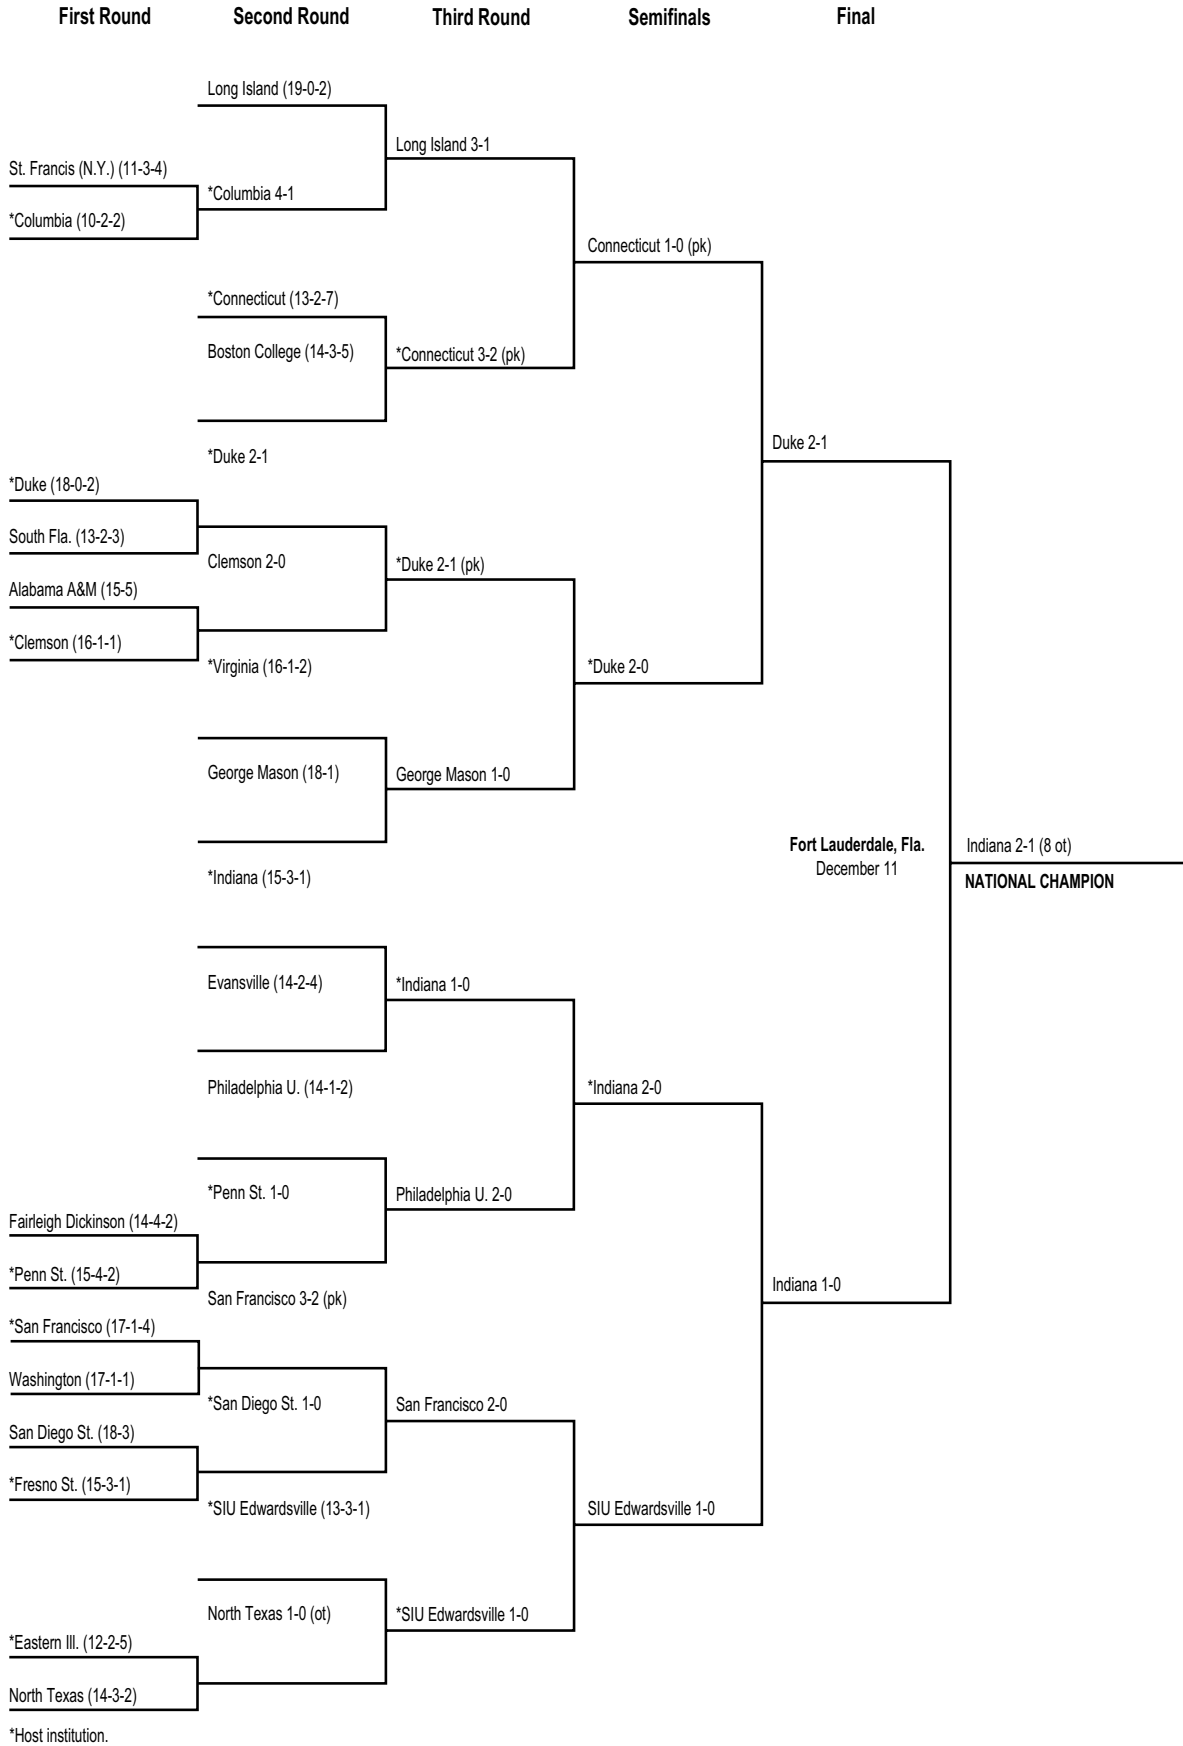 First Round
Second Round
Third Round
Semifinals
Final
Long Island (19-0-2)
Long Island 3-1
St. Francis (N.Y.) (11-3-4)
*Columbia 4-1
*Columbia (10-2-2)
Connecticut 1-0 (pk)
*Connecticut (13-2-7)
Boston College (14-3-5)
*Connecticut 3-2 (pk)
Duke 2-1
*Duke 2-1
*Duke (18-0-2)
South Fla. (13-2-3)
Clemson 2-0
*Duke 2-1 (pk)
Alabama A&M (15-5)
*Clemson (16-1-1)
*Virginia (16-1-2)
*Duke 2-0
George Mason (18-1)
George Mason 1-0
Fort Lauderdale, Fla.
December 11
Indiana 2-1 (8 ot)
NATIONAL CHAMPION
*Indiana (15-3-1)
Evansville (14-2-4)
*Indiana 1-0
Philadelphia U. (14-1-2)
*Indiana 2-0
*Penn St. 1-0
Philadelphia U. 2-0
Fairleigh Dickinson (14-4-2)
*Penn St. (15-4-2)
Indiana 1-0
San Francisco 3-2 (pk)
*San Francisco (17-1-4)
Washington (17-1-1)
*San Diego St. 1-0
San Francisco 2-0
San Diego St. (18-3)
*Fresno St. (15-3-1)
*SIU Edwardsville (13-3-1)
SIU Edwardsville 1-0
North Texas 1-0 (ot)
*SIU Edwardsville 1-0
*Eastern Ill. (12-2-5)
North Texas (14-3-2)
*Host institution.